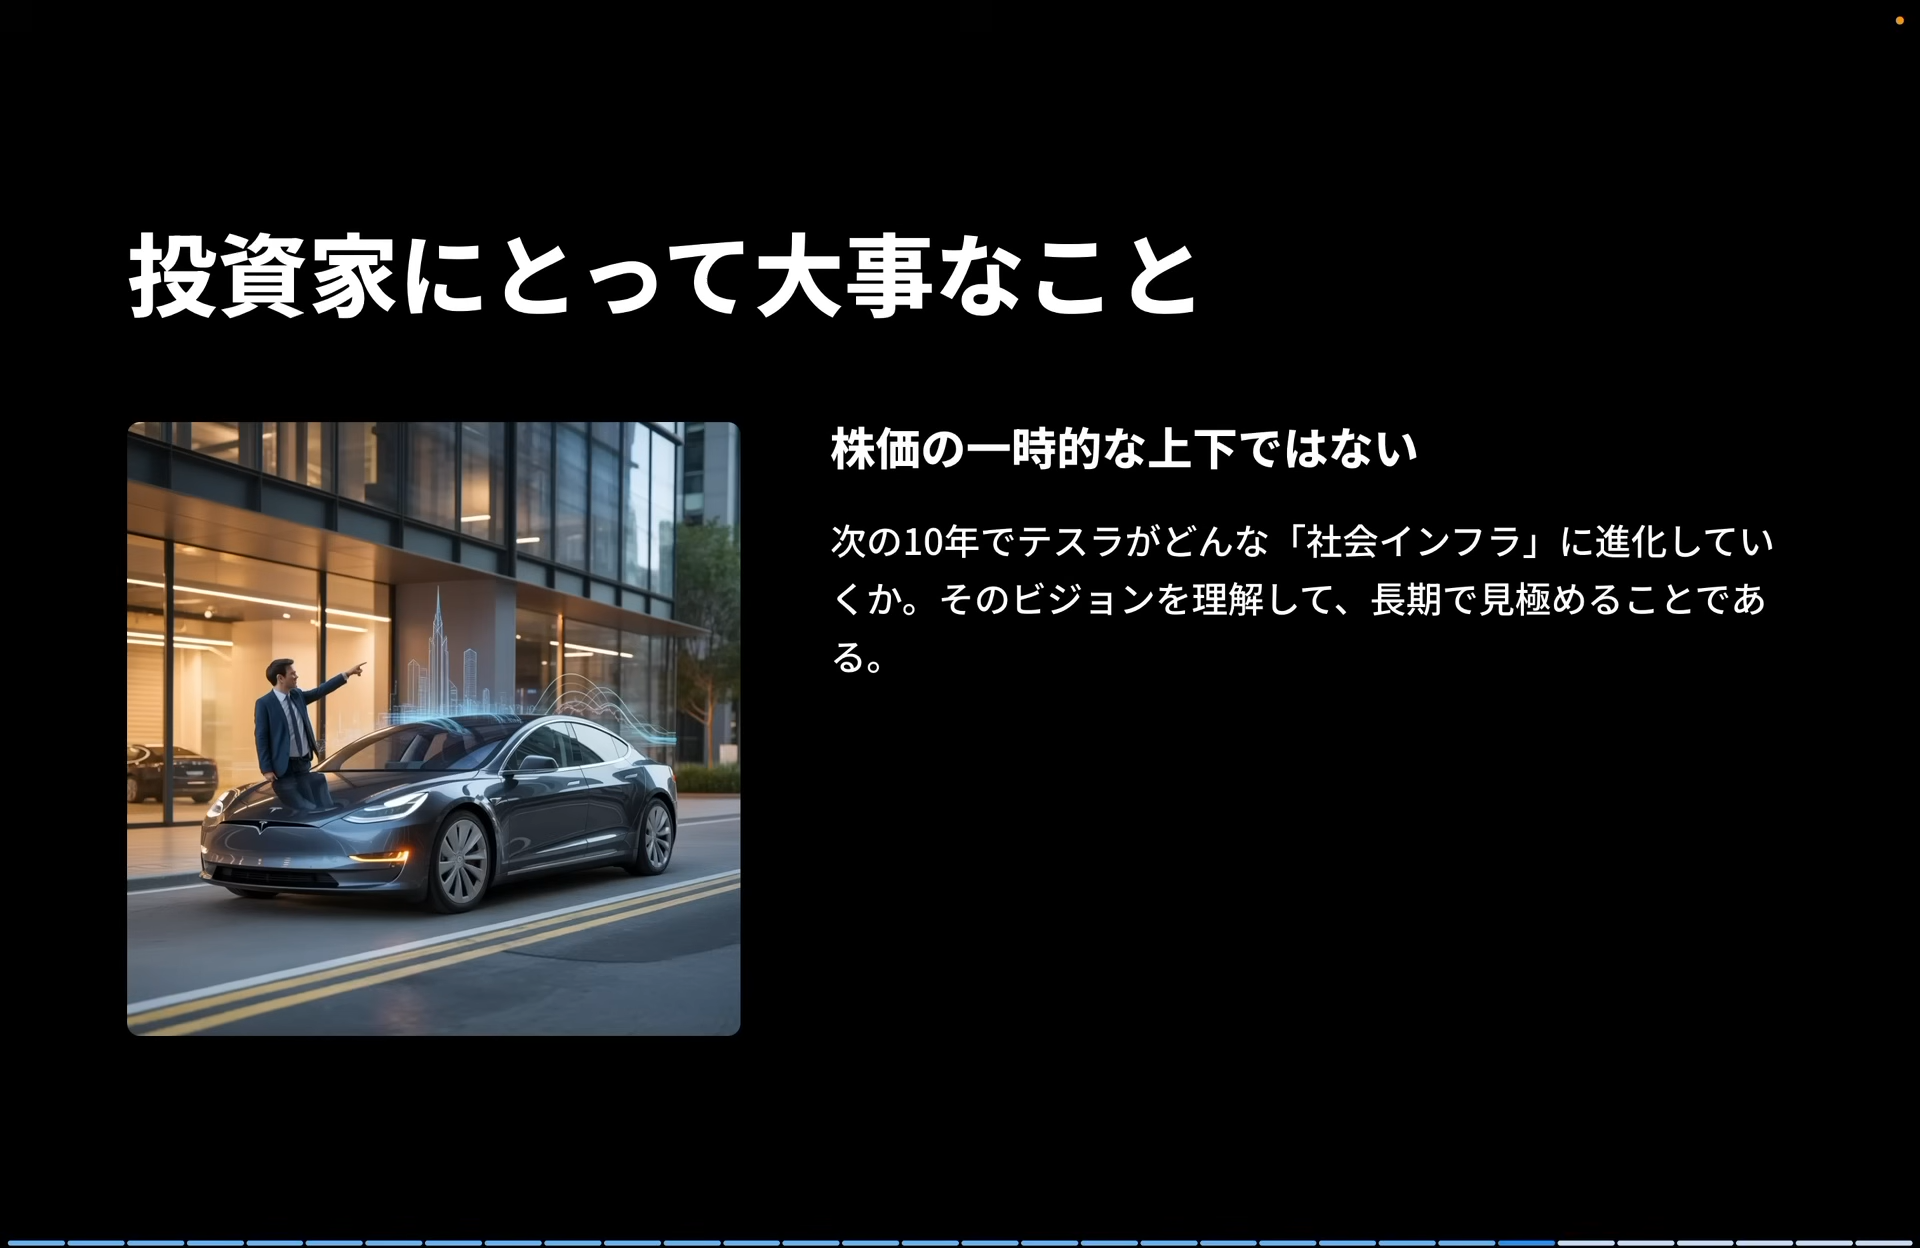 投資家にとって大事なこと
株価の一時的な上下ではない
次の10年でテスラがどんな「社会インフラ」に進化してい
くか。そのビジョンを理解して、長期で見極めることであ
る。